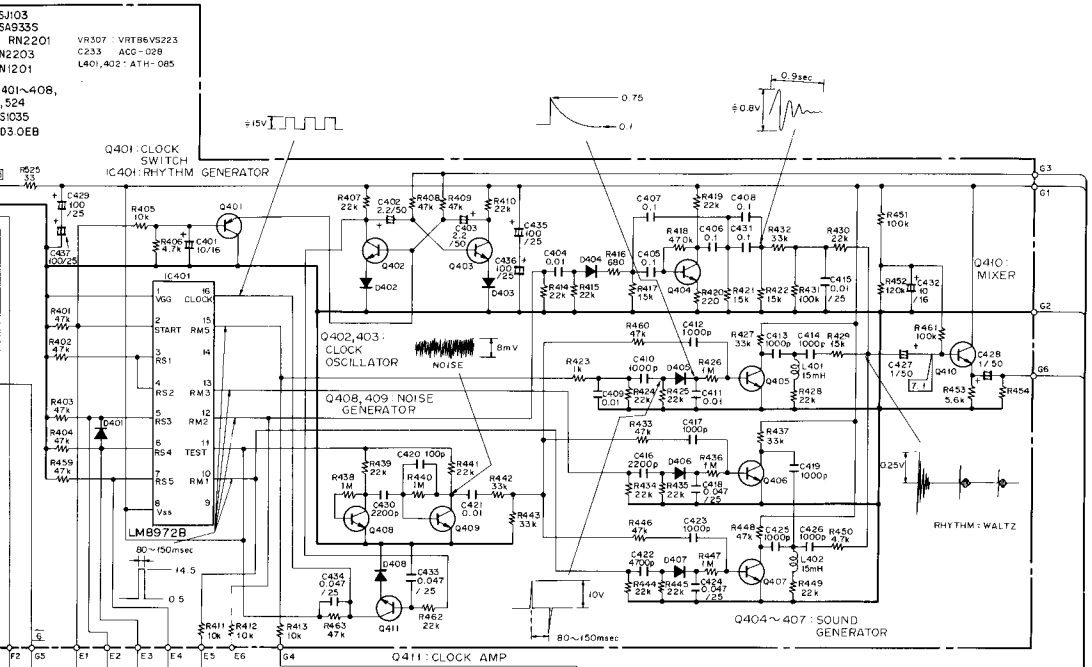 SJ103
SA933S
RN2201
N2203
N1201
401~408,
,524
S1035
D3.0EB
VR307 : VRTB6VS223
C233 ACG-028
L401,402 : ATH-085
0.9sec
0.75
0.1
≑0.8V
≑15V
Q401 : CLOCK
SWITCH
IC401 : RHYTHM GENERATOR
R525
33
G3
G1
C429
100
/25
R405
10k
Q401
R406
4.7k
C401
10/16
C437
100/25
R407
22k
C402
2.2/50
R408
47k
R409
47k
C403
2.2
/50
R410
22k
C435
100
/25
C436
100
/25
Q402
Q403
D402
D403
C404
0.01
D404
R416
680
R414
22k
R415
22k
C407
0.1
C405
0.1
R417
15k
R418
470k
R419
22k
C406
0.1
C408
0.1
C431
0.1
Q404
R420
220
R421
15k
R422
15k
R432
33k
R431
100k
R430
22k
C415
0.01
/25
R451
100k
R452
120k
C432
10
/16
Q410 :
MIXER
IC401
1
VGG
2
START
3
RS1
4
RS2
5
RS3
6
RS4
7
RS5
8
Vss
16
CLOCK
15
RM5
14
13
RM3
12
RM2
11
TEST
10
RM1
9
LM8972B
R401
47k
R402
47k
R403
47k
R404
47k
R459
47k
D401
Q402,403 :
CLOCK
OSCILLATOR
NOISE
8mV
Q408,409 : NOISE
GENERATOR
G2
R460
47k
C412
1000p
R423
1k
C410
1000p
D405
R426
1M
C409
0.01
R424
22k
R425
22k
C411
0.01
R427
33k
C413
1000p
C414
1000p
R429
15k
L401
15mH
R428
22k
Q405
R461
100k
C427
1/50
7.1
Q410
C428
1/50
G6
R453
5.6k
R454
R433
47k
C417
1000p
R437
33k
C416
2200p
D406
R436
1M
R434
22k
R435
22k
C418
0.047
/25
Q406
C419
1000p
0.25V
RHYTHM : WALTZ
C420 100p
R438
1M
R439
22k
R440
1M
R441
22k
C430
2200p
C421
0.01
R442
33k
R443
33k
Q408
Q409
R446
47k
C423
1000p
R448
47k
C425
1000p
C426
1000p
R450
4.7k
C422
4700p
D407
R447
1M
R444
22k
R445
22k
C424
0.047
/25
Q407
L402
15mH
R449
22k
80~150msec
14.5
0.5
D408
C433
0.047
/25
C434
0.047
/25
R463
47k
Q411
R462
22k
R411
10k
R412
10k
R413
10k
10V
80~150msec
Q404~407 : SOUND
GENERATOR
Q411 : CLOCK AMP
F2
G5
G
E1
E2
E3
E4
E5
E6
G4